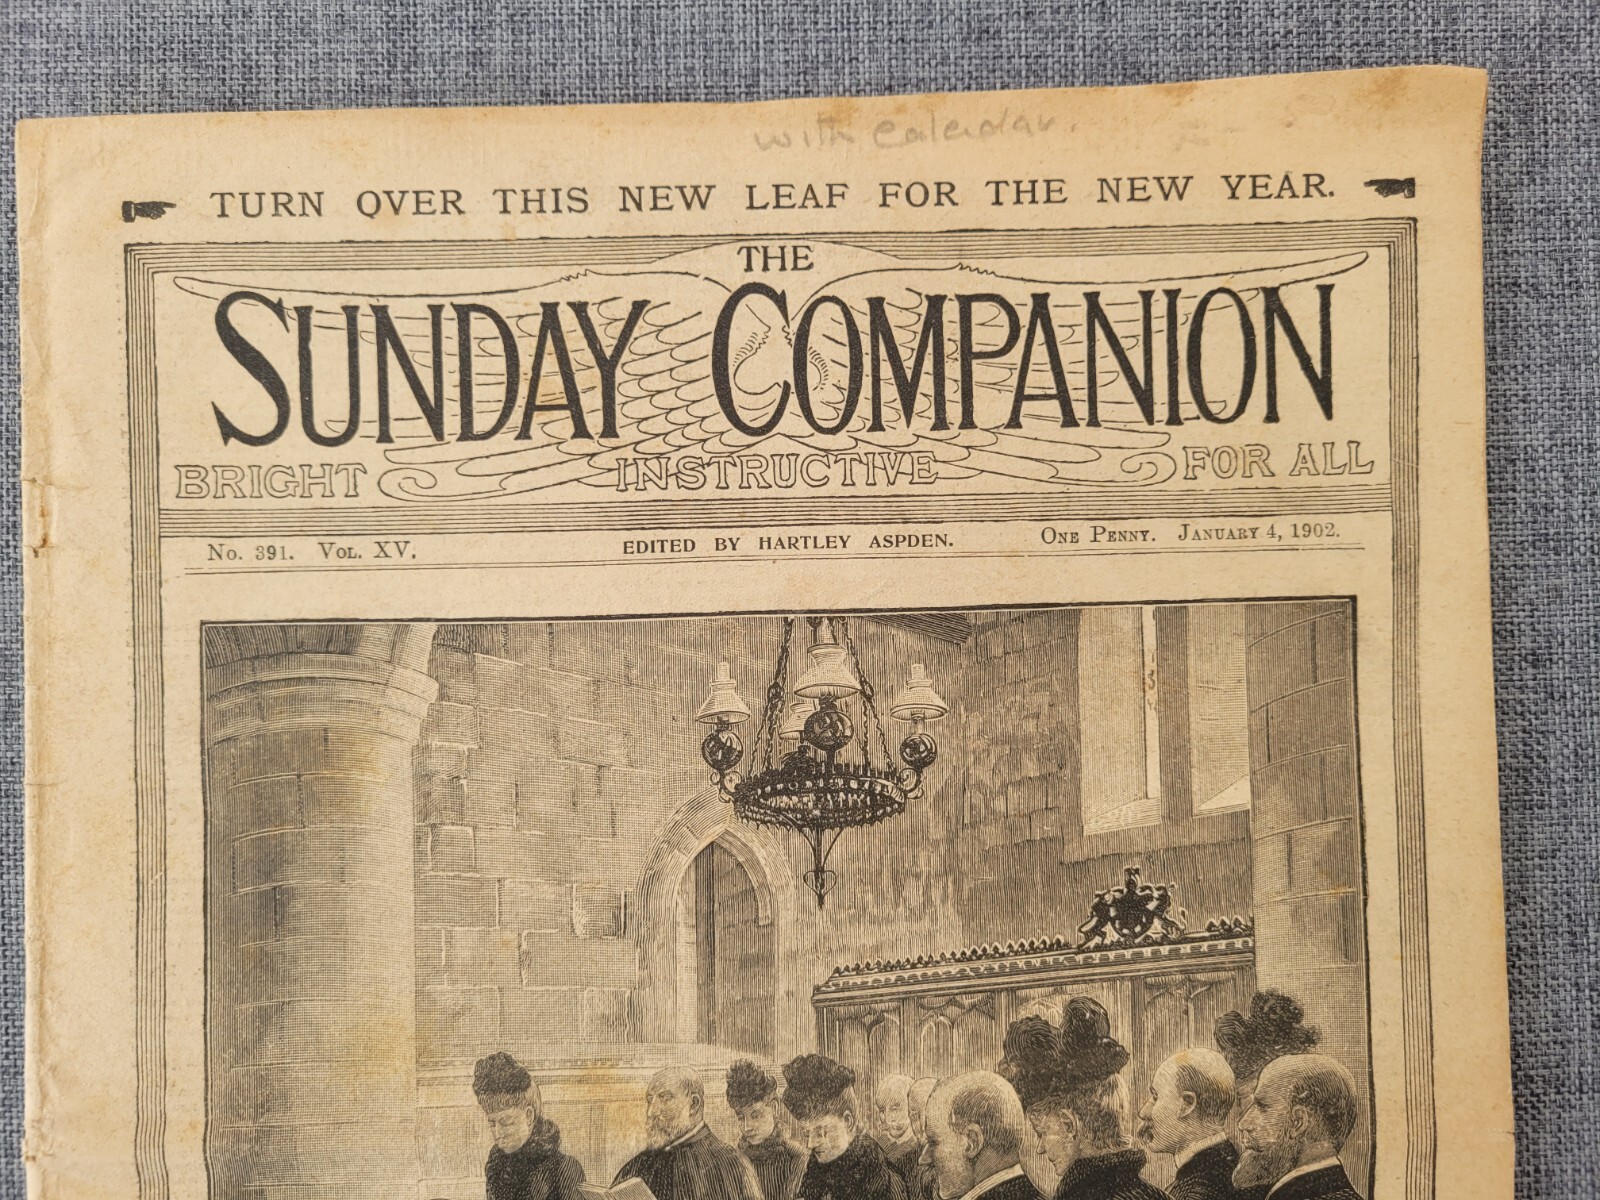 with calendar.
TURN OVER THIS NEW LEAF FOR THE NEW YEAR.
THE
SUNDAY COMPANION
BRIGHT INSTRUCTIVE FOR ALL
No. 391. Vol. XV. EDITED BY HARTLEY ASPDEN. One Penny. January 4, 1902.